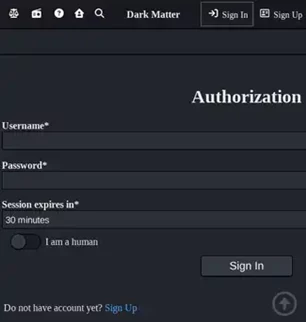 Dark Matter
Sign In
Sign Up
Authorization
Username*
Password*
Session expires in*
30 minutes
I am a human
Sign In
Do not have account yet? Sign Up